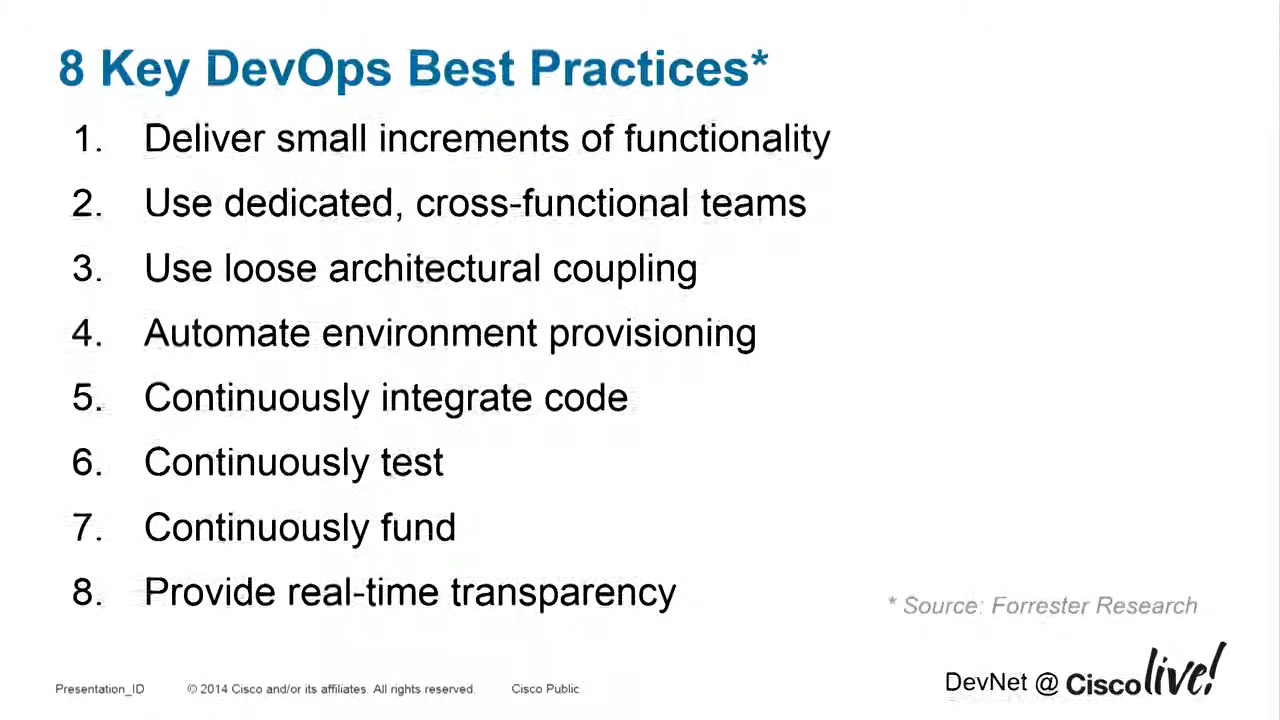 8 Key DevOps Best Practices*
1. Deliver small increments of functionality
2. Use dedicated, cross-functional teams
3. Use loose architectural coupling
4. Automate environment provisioning
5. Continuously integrate code
6. Continuously test
7. Continuously fund
8. Provide real-time transparency
* Source: Forrester Research
Presentation_ID © 2014 Cisco and/or its affiliates. All rights reserved. Cisco Public
DevNet @ Cisco live!